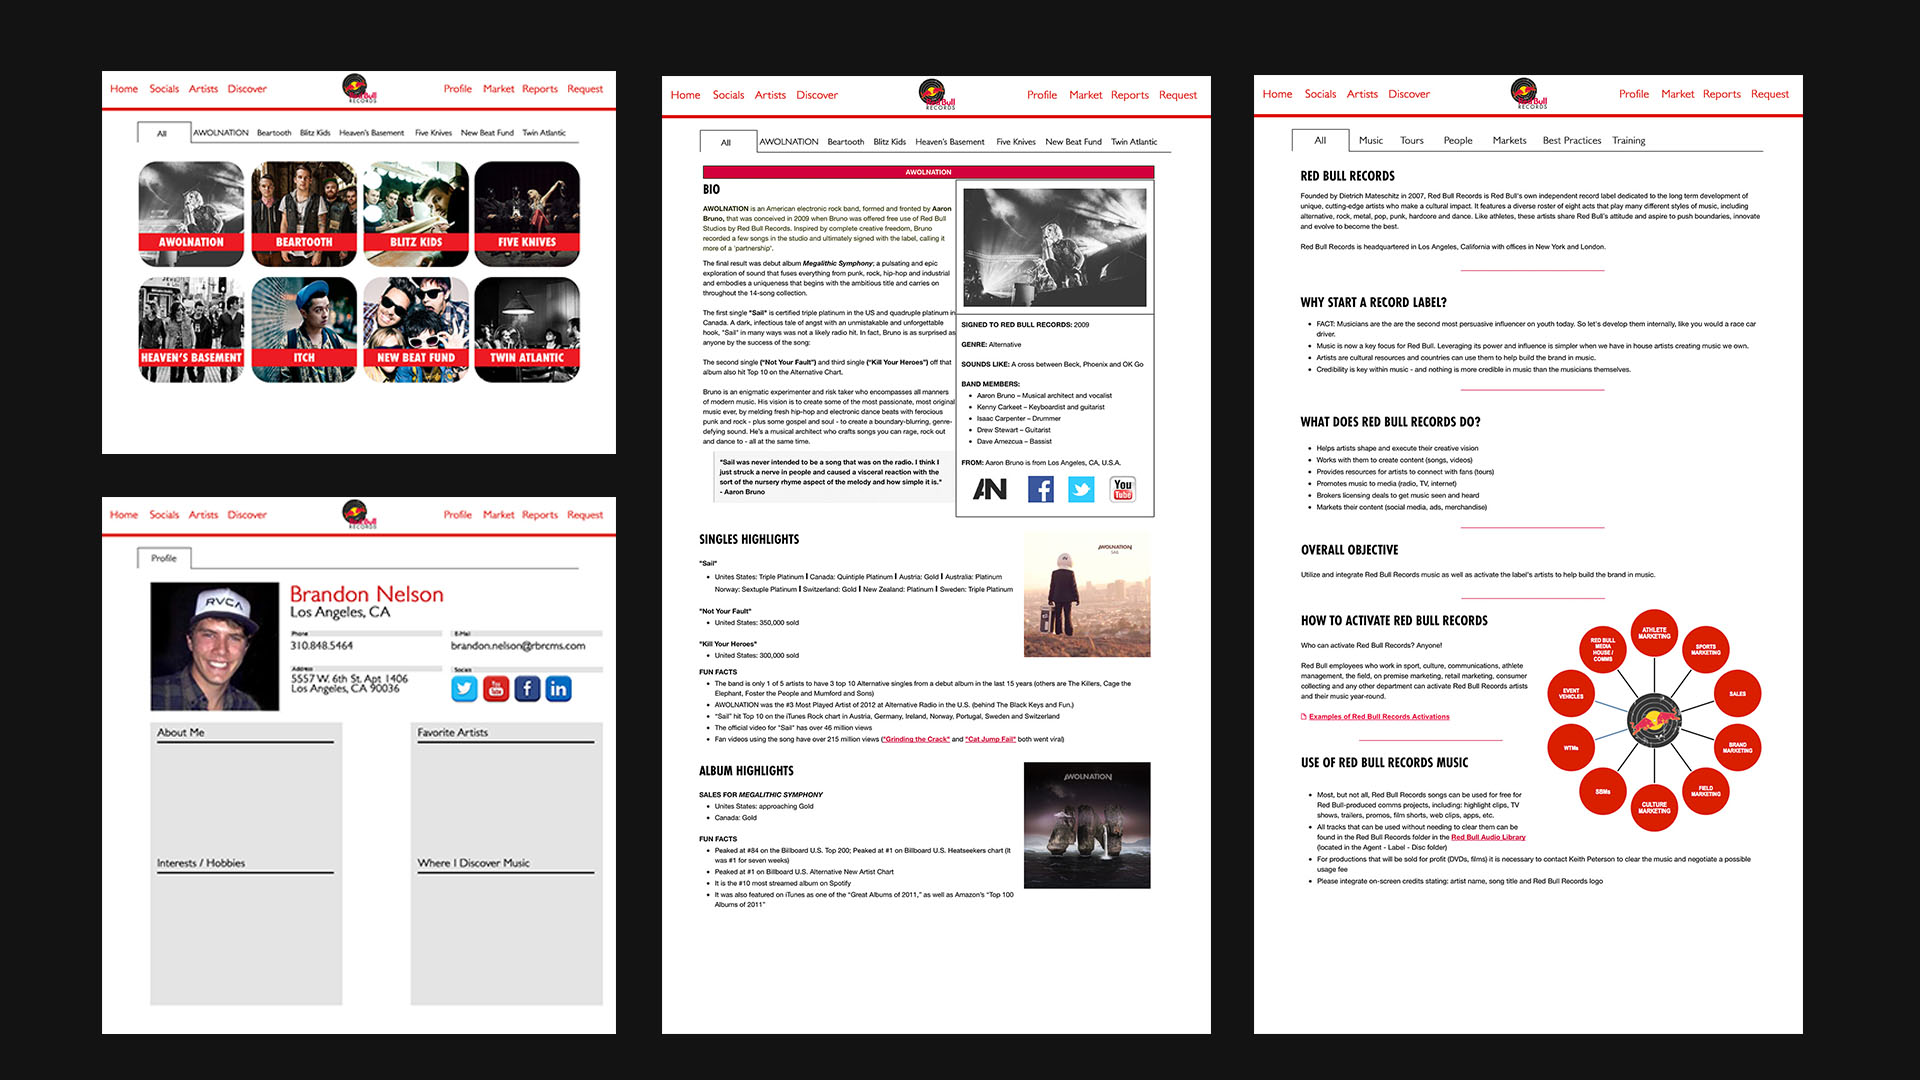 Home Socials Artists Discover
Red Bull
RECORDS
Profile Market Reports Request
All AWOLNATION Beartooth Blitz Kids Heaven's Basement Five Knives New Beat Fund Twin Atlantic
AWOLNATION BEARTOOTH BLITZ KIDS FIVE KNIVES
HEAVEN'S BASEMENT ITCH NEW BEAT FUND TWIN ATLANTIC
Home Socials Artists Discover
Red Bull
RECORDS
Profile Market Reports Request
Profile
RVCA
Brandon Nelson
Los Angeles, CA
Phone
310.848.5464
E-Mail
brandon.nelson@rbrcms.com
Address
5557 W. 6th St. Apt 1406
Los Angeles, CA 90036
Socials
You
Tube
About Me
Favorite Artists
Interests / Hobbies
Where I Discover Music
Home Socials Artists Discover
Red Bull
RECORDS
Profile Market Reports Request
All AWOLNATION Beartooth Blitz Kids Heaven's Basement Five Knives New Beat Fund Twin Atlantic
AWOLNATION
BIO
AWOLNATION is an American electronic rock band, formed and fronted by Aaron
Bruno, that was conceived in 2009 when Bruno was offered free use of Red Bull
Studios by Red Bull Records. Inspired by complete creative freedom, Bruno
recorded a few songs in the studio and ultimately signed with the label, calling it
more of a 'partnership'.
The final result was debut album Megalithic Symphony; a pulsating and epic
exploration of sound that fuses everything from punk, rock, hip-hop and industrial
and embodies a uniqueness that begins with the ambitious title and carries on
throughout the 14-song collection.
The first single "Sail" is certified triple platinum in the US and quadruple platinum in
Canada. A dark, infectious tale of angst with an unmistakable and unforgettable
hook, "Sail" in many ways was not a likely radio hit. In fact, Bruno is as surprised as
anyone by the success of the song:
The second single ("Not Your Fault") and third single ("Kill Your Heroes") off that
album also hit Top 10 on the Alternative Chart.
Bruno is an enigmatic experimenter and risk taker who encompasses all manners
of modern music. His vision is to create some of the most passionate, most original
music ever, by melding fresh hip-hop and electronic dance beats with ferocious
punk and rock - plus some gospel and soul - to create a boundary-blurring, genre-
defying sound. He's a musical architect who crafts songs you can rage, rock out
and dance to - all at the same time.
"Sail was never intended to be a song that was on the radio. I think I
just struck a nerve in people and caused a visceral reaction with the
sort of the nursery rhyme aspect of the melody and how simple it is."
- Aaron Bruno
SIGNED TO RED BULL RECORDS: 2009
GENRE: Alternative
SOUNDS LIKE: A cross between Beck, Phoenix and OK Go
BAND MEMBERS:
• Aaron Bruno – Musical architect and vocalist
• Kenny Carkeet – Keyboardist and guitarist
• Isaac Carpenter – Drummer
• Drew Stewart – Guitarist
• Dave Amezcua – Bassist
FROM: Aaron Bruno is from Los Angeles, CA, U.S.A.
AN
You
Tube
SINGLES HIGHLIGHTS
"Sail"
• Unites States: Triple Platinum | Canada: Quintiple Platinum | Austria: Gold | Australia: Platinum
Norway: Sextuple Platinum | Switzerland: Gold | New Zealand: Platinum | Sweden: Triple Platinum
"Not Your Fault"
• United States: 350,000 sold
"Kill Your Heroes"
• United States: 300,000 sold
AWOLNATION
SAIL
FUN FACTS
• The band is only 1 of 5 artists to have 3 top 10 Alternative singles from a debut album in the last 15 years (others are The Killers, Cage the
Elephant, Foster the People and Mumford and Sons)
• AWOLNATION was the #3 Most Played Artist of 2012 at Alternative Radio in the U.S. (behind The Black Keys and Fun.)
• "Sail" hit Top 10 on the iTunes Rock chart in Austria, Germany, Ireland, Norway, Portugal, Sweden and Switzerland
• The official video for "Sail" has over 46 million views
• Fan videos using the song have over 215 million views ("Grinding the Crack" and "Cat Jump Fail" both went viral)
ALBUM HIGHLIGHTS
SALES FOR MEGALITHIC SYMPHONY
• Unites States: approaching Gold
• Canada: Gold
AWOLNATION
FUN FACTS
• Peaked at #84 on the Billboard U.S. Top 200; Peaked at #1 on Billboard U.S. Heatseekers chart (It
was #1 for seven weeks)
• Peaked at #1 on Billboard U.S. Alternative New Artist Chart
• It is the #10 most streamed album on Spotify
• It was also featured on iTunes as one of the "Great Albums of 2011," as well as Amazon's "Top 100
Albums of 2011"
Home Socials Artists Discover
Red Bull
RECORDS
Profile Market Reports Request
All Music Tours People Markets Best Practices Training
RED BULL RECORDS
Founded by Dietrich Mateschitz in 2007, Red Bull Records is Red Bull's own independent record label dedicated to the long term development of
unique, cutting-edge artists who make a cultural impact. It features a diverse roster of eight acts that play many different styles of music, including
alternative, rock, metal, pop, punk, hardcore and dance. Like athletes, these artists share Red Bull's attitude and aspire to push boundaries, innovate
and evolve to become the best.
Red Bull Records is headquartered in Los Angeles, California with offices in New York and London.
WHY START A RECORD LABEL?
• FACT: Musicians are the are the second most persuasive influencer on youth today. So let's develop them internally, like you would a race car
driver.
• Music is now a key focus for Red Bull. Leveraging its power and influence is simpler when we have in house artists creating music we own.
• Artists are cultural resources and countries can use them to help build the brand in music.
• Credibility is key within music - and nothing is more credible in music than the musicians themselves.
WHAT DOES RED BULL RECORDS DO?
• Helps artists shape and execute their creative vision
• Works with them to create content (songs, videos)
• Provides resources for artists to connect with fans (tours)
• Promotes music to media (radio, TV, internet)
• Brokers licensing deals to get music seen and heard
• Markets their content (social media, ads, merchandise)
OVERALL OBJECTIVE
Utilize and integrate Red Bull Records music as well as activate the label's artists to help build the brand in music.
HOW TO ACTIVATE RED BULL RECORDS
Who can activate Red Bull Records? Anyone!
Red Bull employees who work in sport, culture, communications, athlete
management, the field, on premise marketing, retail marketing, consumer
collecting and any other department can activate Red Bull Records artists
and their music year-round.
Examples of Red Bull Records Activations
ATHLETE
MARKETING
SPORTS
MARKETING
SALES
BRAND
MARKETING
FIELD
MARKETING
CULTURE
MARKETING
SBMs
WTMs
EVENT
VEHICLES
RED BULL
MEDIA
HOUSE /
COMMS
USE OF RED BULL RECORDS MUSIC
• Most, but not all, Red Bull Records songs can be used for free for
Red Bull-produced comms projects, including: highlight clips, TV
shows, trailers, promos, film shorts, web clips, apps, etc.
• All tracks that can be used without needing to clear them can be
found in the Red Bull Records folder in the Red Bull Audio Library
(located in the Agent - Label - Disc folder)
• For productions that will be sold for profit (DVDs, films) it is necessary to contact Keith Peterson to clear the music and negotiate a possible
usage fee
• Please integrate on-screen credits stating: artist name, song title and Red Bull Records logo